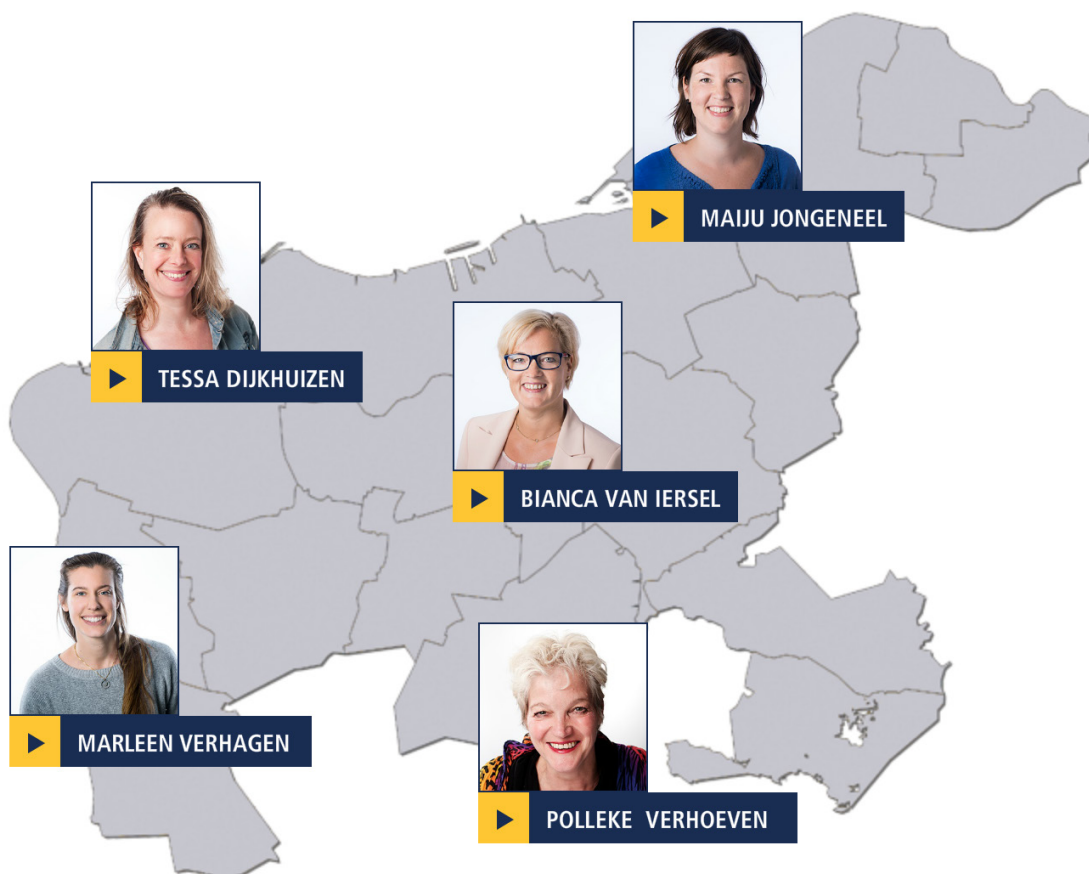 MAIJU JONGENEEL
TESSA DIJKHUIZEN
BIANCA VAN IERSEL
MARLEEN VERHAGEN
POLLEKE VERHOEVEN